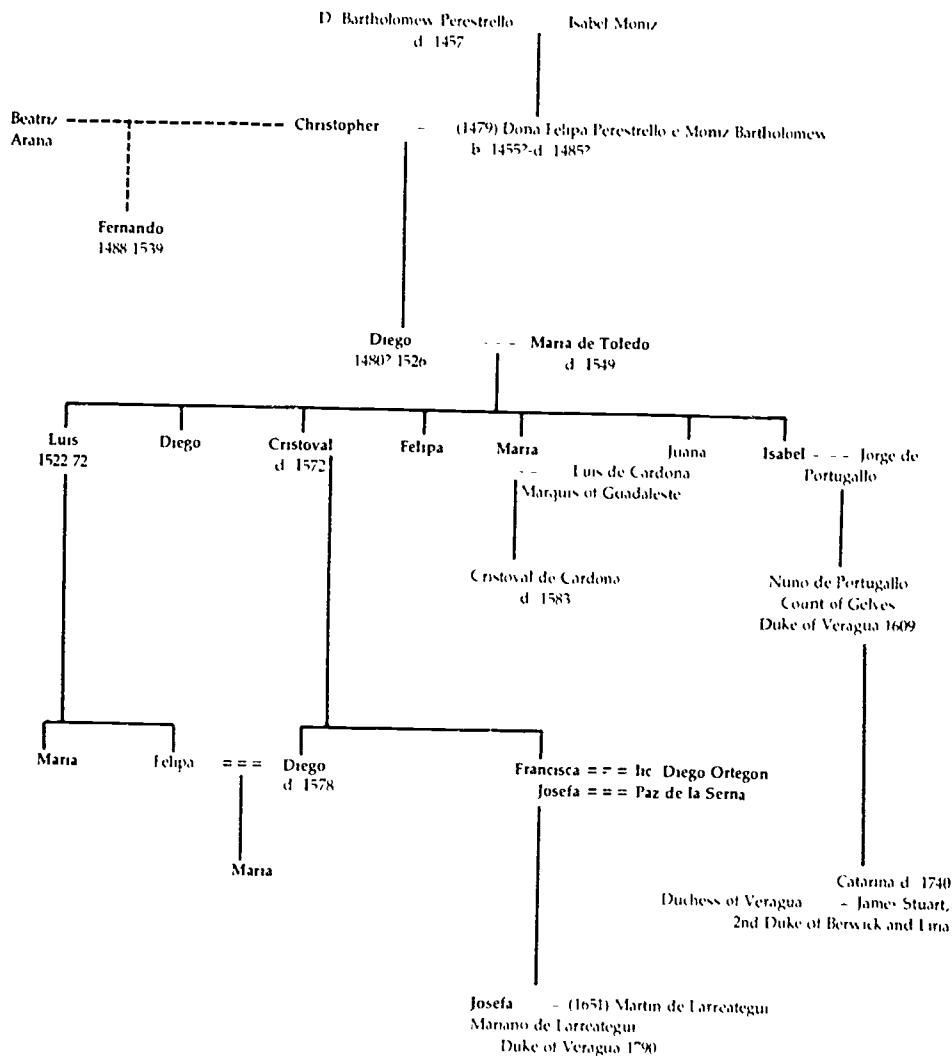 D. Bartholomew Perestrello Isabel Moniz
d 1457
Beatriz
Arana
Christopher - (1479) Dona Felipa Perestrello e Moniz Bartholomew
b 1455?-d 1485?
Fernando
1488 1539
Diego - - - Maria de Toledo
1480? 1526 d 1549
Luis Diego Cristoval Felipa Maria Juana Isabel - - - Jorge de
1522 72 d 1572 Portugallo
-- Luis de Cardona
Marquis of Guadaleste
Cristoval de Cardona
d 1583
Nuno de Portugallo
Count of Gelves
Duke of Veragua 1609
Maria Felipa = = = Diego
d 1578
Francisca = = = lic Diego Ortegon
Josefa = = = Paz de la Serna
Maria
Catarina d 1740
Duchess of Veragua - James Stuart,
2nd Duke of Berwick and Liria
Josefa - (1651) Martin de Larreategui
Mariano de Larreategui
Duke of Veragua 1790